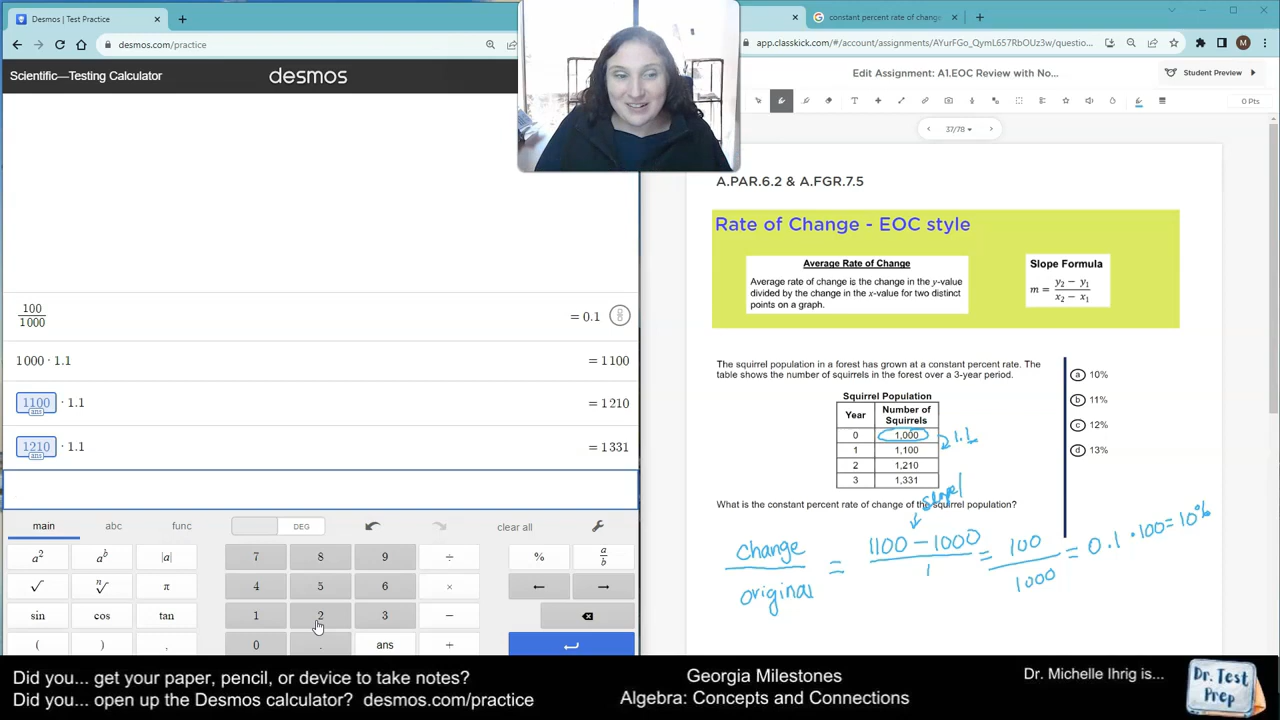 Desmos | Test Practice
constant percent rate of change
desmos.com/practice
app.classkick.com/#/account/assignments/AYurFGo_QymL657RbOUz3w/questio...
M
Scientific—Testing Calculator
desmos
Edit Assignment: A1.EOC Review with No...
Student Preview
T
0 Pts
37/78
A.PAR.6.2 & A.FGR.7.5
Rate of Change - EOC style
Average Rate of Change
Average rate of change is the change in the y-value
divided by the change in the x-value for two distinct
points on a graph.
Slope Formula
m = y₂ − y₁ / x₂ − x₁
100/1000 = 0.1
1000 · 1.1 = 1100
1100 ans · 1.1 = 1210
1210 ans · 1.1 = 1331
The squirrel population in a forest has grown at a constant percent rate. The
table shows the number of squirrels in the forest over a 3-year period.
Squirrel Population
Year Number of
Squirrels
0 1,000
1 1,100
2 1,210
3 1,331
1.1
a 10%
b 11%
c 12%
d 13%
What is the constant percent rate of change of the squirrel population?
slope
change/original = 1100 − 1000/1 = 100/1000 = 0.1 · 100 = 10%
main abc func DEG clear all
a² aᵇ |a| 7 8 9 ÷ % a/b
√ ⁿ√ π 4 5 6 × ← →
sin cos tan 1 2 3 −
( ) , 0 . ans +
Did you... get your paper, pencil, or device to take notes?
Did you... open up the Desmos calculator? desmos.com/practice
Georgia Milestones
Algebra: Concepts and Connections
Dr. Michelle Ihrig is...
Dr. Test
Prep